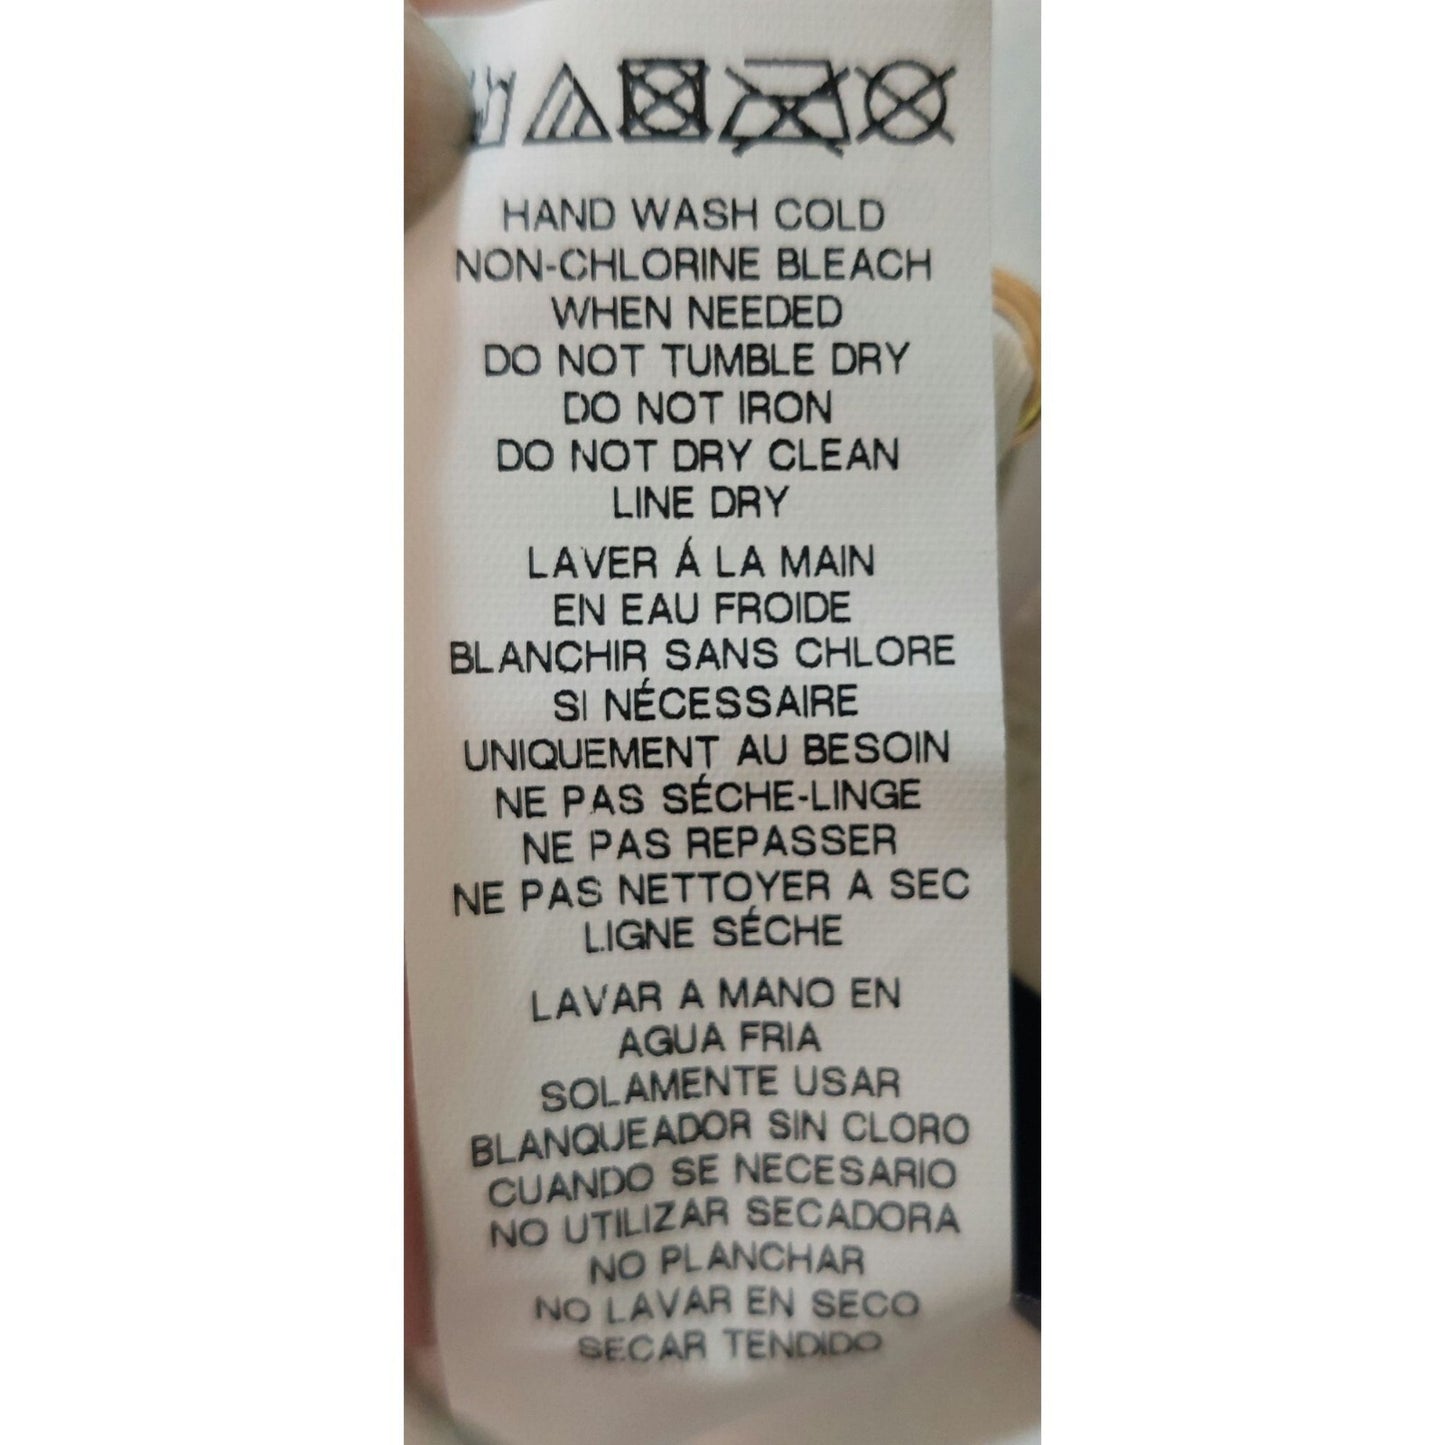 HAND WASH COLD
NON-CHLORINE BLEACH
WHEN NEEDED
DO NOT TUMBLE DRY
DO NOT IRON
DO NOT DRY CLEAN
LINE DRY
LAVER Á LA MAIN
EN EAU FROIDE
BLANCHIR SANS CHLORE
SI NÉCESSAIRE
UNIQUEMENT AU BESOIN
NE PAS SÉCHE-LINGE
NE PAS REPASSER
NE PAS NETTOYER A SEC
LIGNE SÉCHE
LAVAR A MANO EN
AGUA FRIA
SOLAMENTE USAR
BLANQUEADOR SIN CLORO
CUANDO SE NECESARIO
NO UTILIZAR SECADORA
NO PLANCHAR
NO LAVAR EN SECO
SECAR TENDIDO